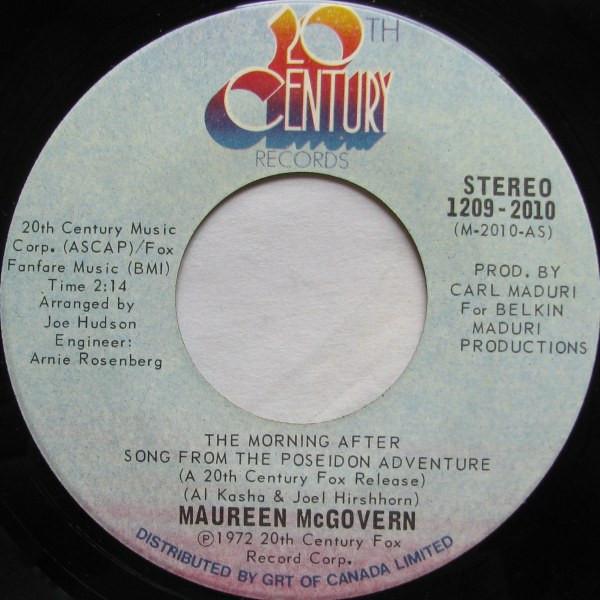 20TH
CENTURY
RECORDS
STEREO
1209-2010
(M-2010-AS)
20th Century Music
Corp. (ASCAP)/Fox
Fanfare Music (BMI)
Time 2:14
Arranged by
Joe Hudson
Engineer:
Arnie Rosenberg
PROD. BY
CARL MADURI
For BELKIN
MADURI
PRODUCTIONS
THE MORNING AFTER
SONG FROM THE POSEIDON ADVENTURE
(A 20th Century Fox Release)
(Al Kasha & Joel Hirshhorn)
MAUREEN McGOVERN
Ⓟ1972 20th Century Fox
Record Corp.
DISTRIBUTED BY GRT OF CANADA LIMITED